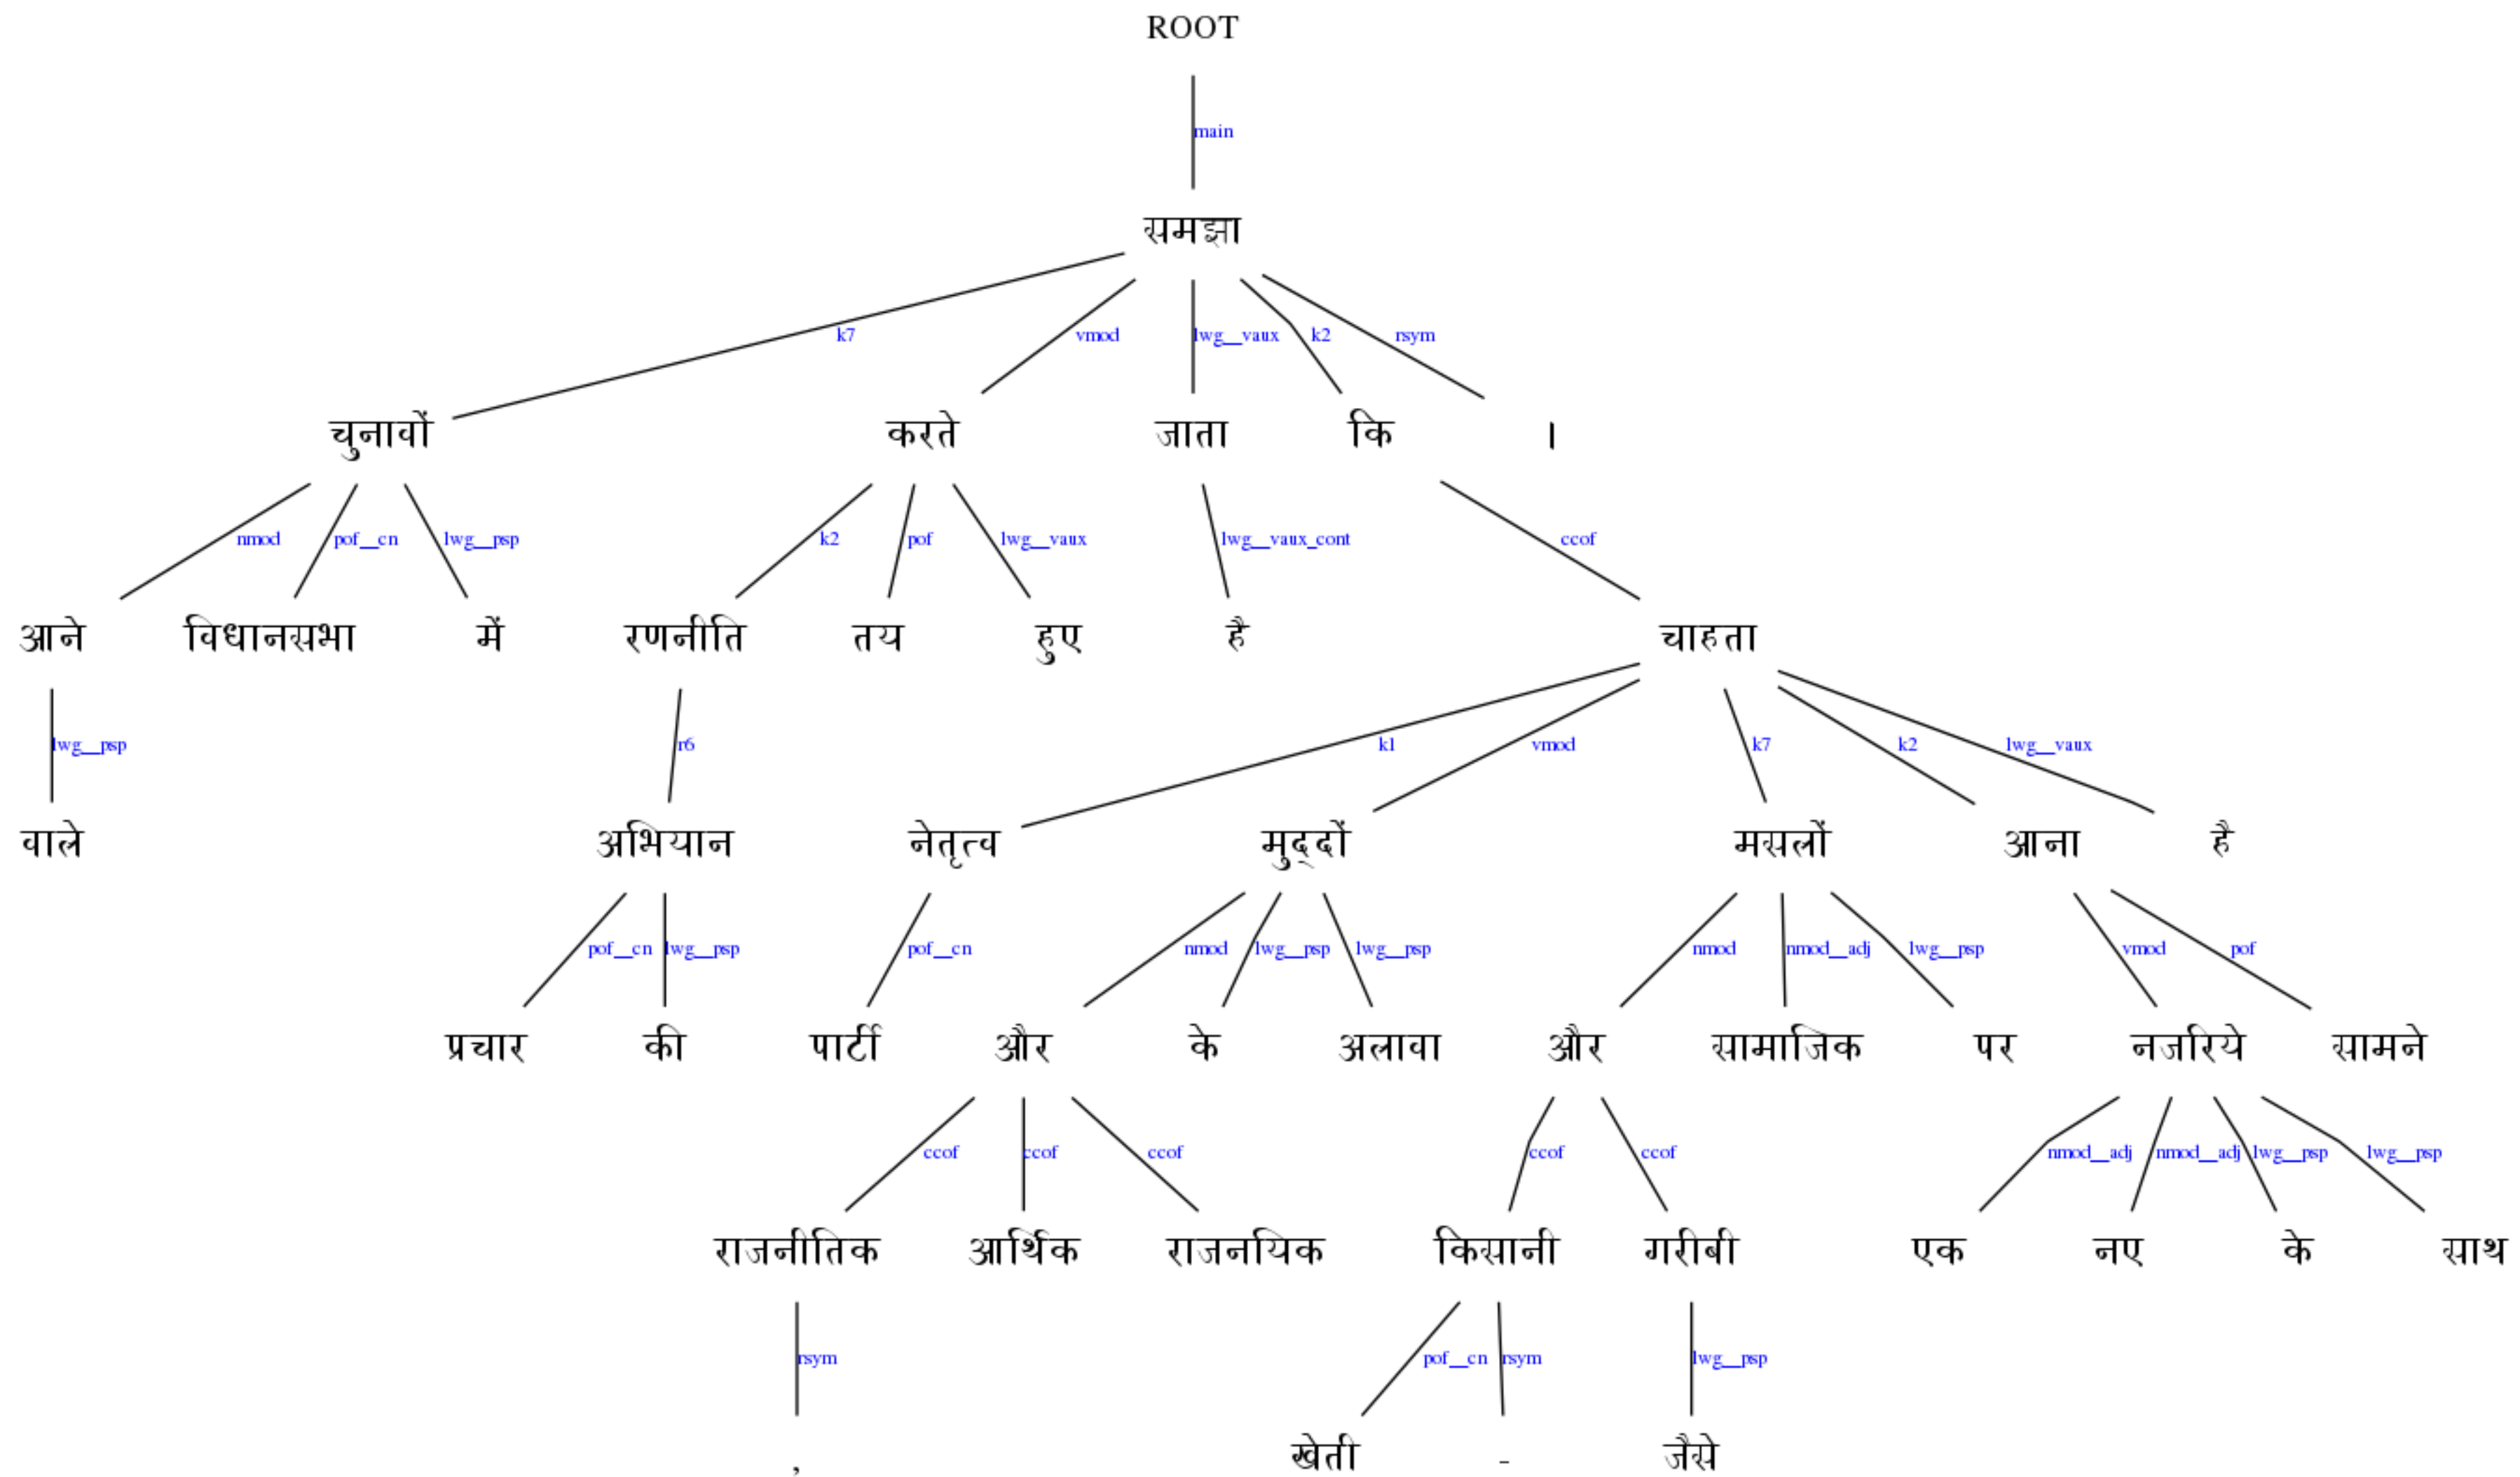 ROOT
main
समझा
k7 vmod lwg__vaux k2 rsym
चुनावों करते जाता कि ।
nmod pof__cn lwg__psp k2 pof lwg__vaux lwg__vaux_cont ccof
आने विधानसभा में रणनीति तय हुए है चाहता
lwg__psp r6 k1 vmod k7 k2 lwg__vaux
वाले अभियान नेतृत्व मुद्दों मसलों आना है
pof__cn lwg__psp pof__cn nmod lwg__psp lwg__psp nmod nmod__adj lwg__psp vmod pof
प्रचार की पार्टी और के अलावा और सामाजिक पर नजरिये सामने
ccof ccof ccof ccof ccof nmod__adj nmod__adj lwg__psp lwg__psp
राजनीतिक आर्थिक राजनयिक किसानी गरीबी एक नए के साथ
rsym pof__cn rsym lwg__psp
, खेती - जैसे